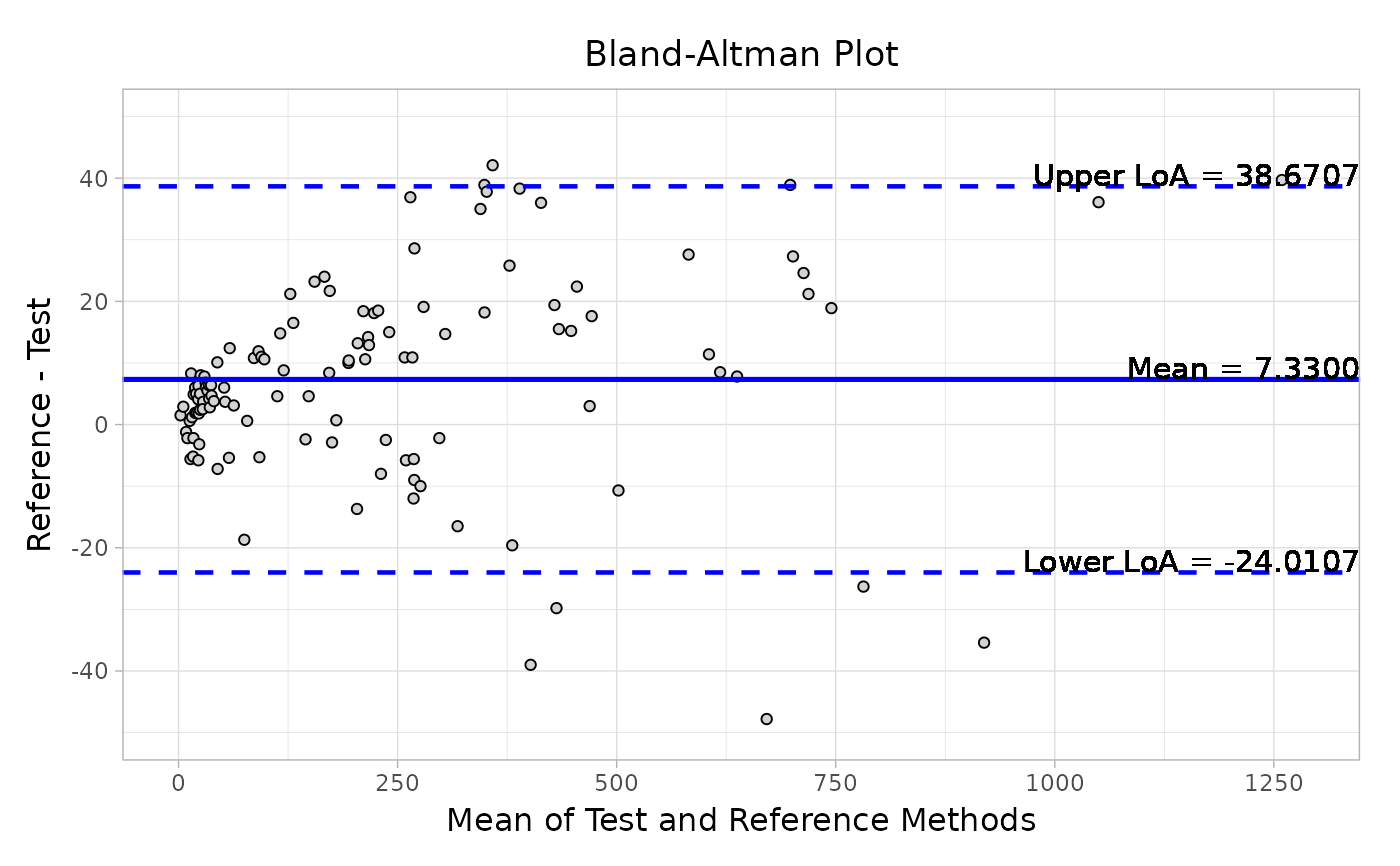 Bland-Altman Plot
Reference - Test
40
20
0
-20
-40
Upper LoA = 38.6707
Mean = 7.3300
Lower LoA = -24.0107
0 250 500 750 1000 1250
Mean of Test and Reference Methods